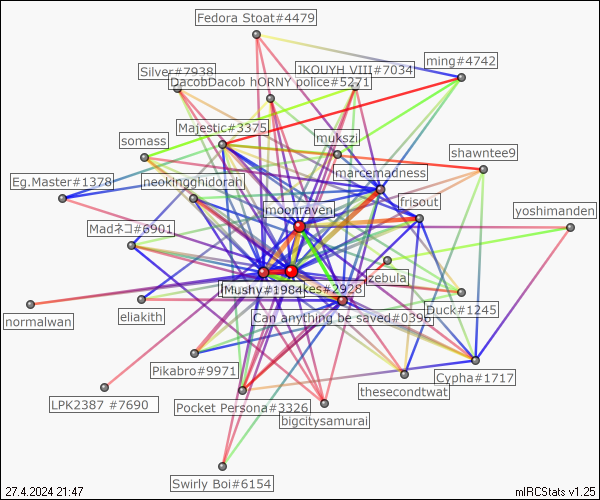 Fedora Stoat#4479
ming#4742
Silver#7938
JKOUYH VIII#7034
DacobDacob hORNY police#5271
Majestic#3375
mukszi
somass
shawntee9
marcemadness
Eg.Master#1378
neokingghidorah
frisout
moonraven
yoshimanden
Madネコ#6901
zebula
Mushy#1984
kes#2928
eliakith
Duck#1245
normalwan
Can anything be saved#0396
Pikabro#9971
Cypha#1717
thesecondtwat
LPK2387 #7690
Pocket Persona#3326
bigcitysamurai
Swirly Boi#6154
27.4.2024 21:47
mIRCStats v1.25